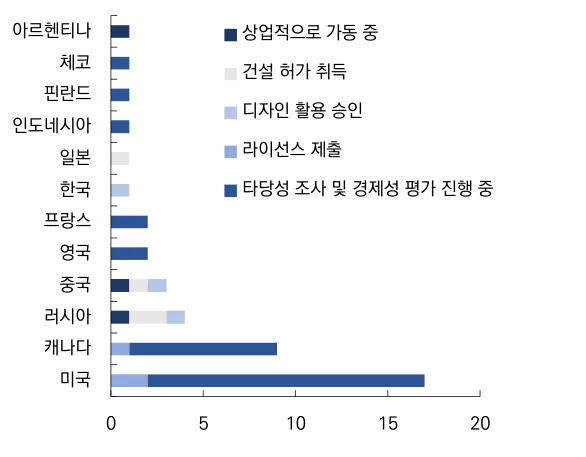 아르헨티나
체코
핀란드
인도네시아
일본
한국
프랑스
영국
중국
러시아
캐나다
미국
상업적으로 가동 중
건설 허가 취득
디자인 활용 승인
라이선스 제출
타당성 조사 및 경제성 평가 진행 중
0 5 10 15 20